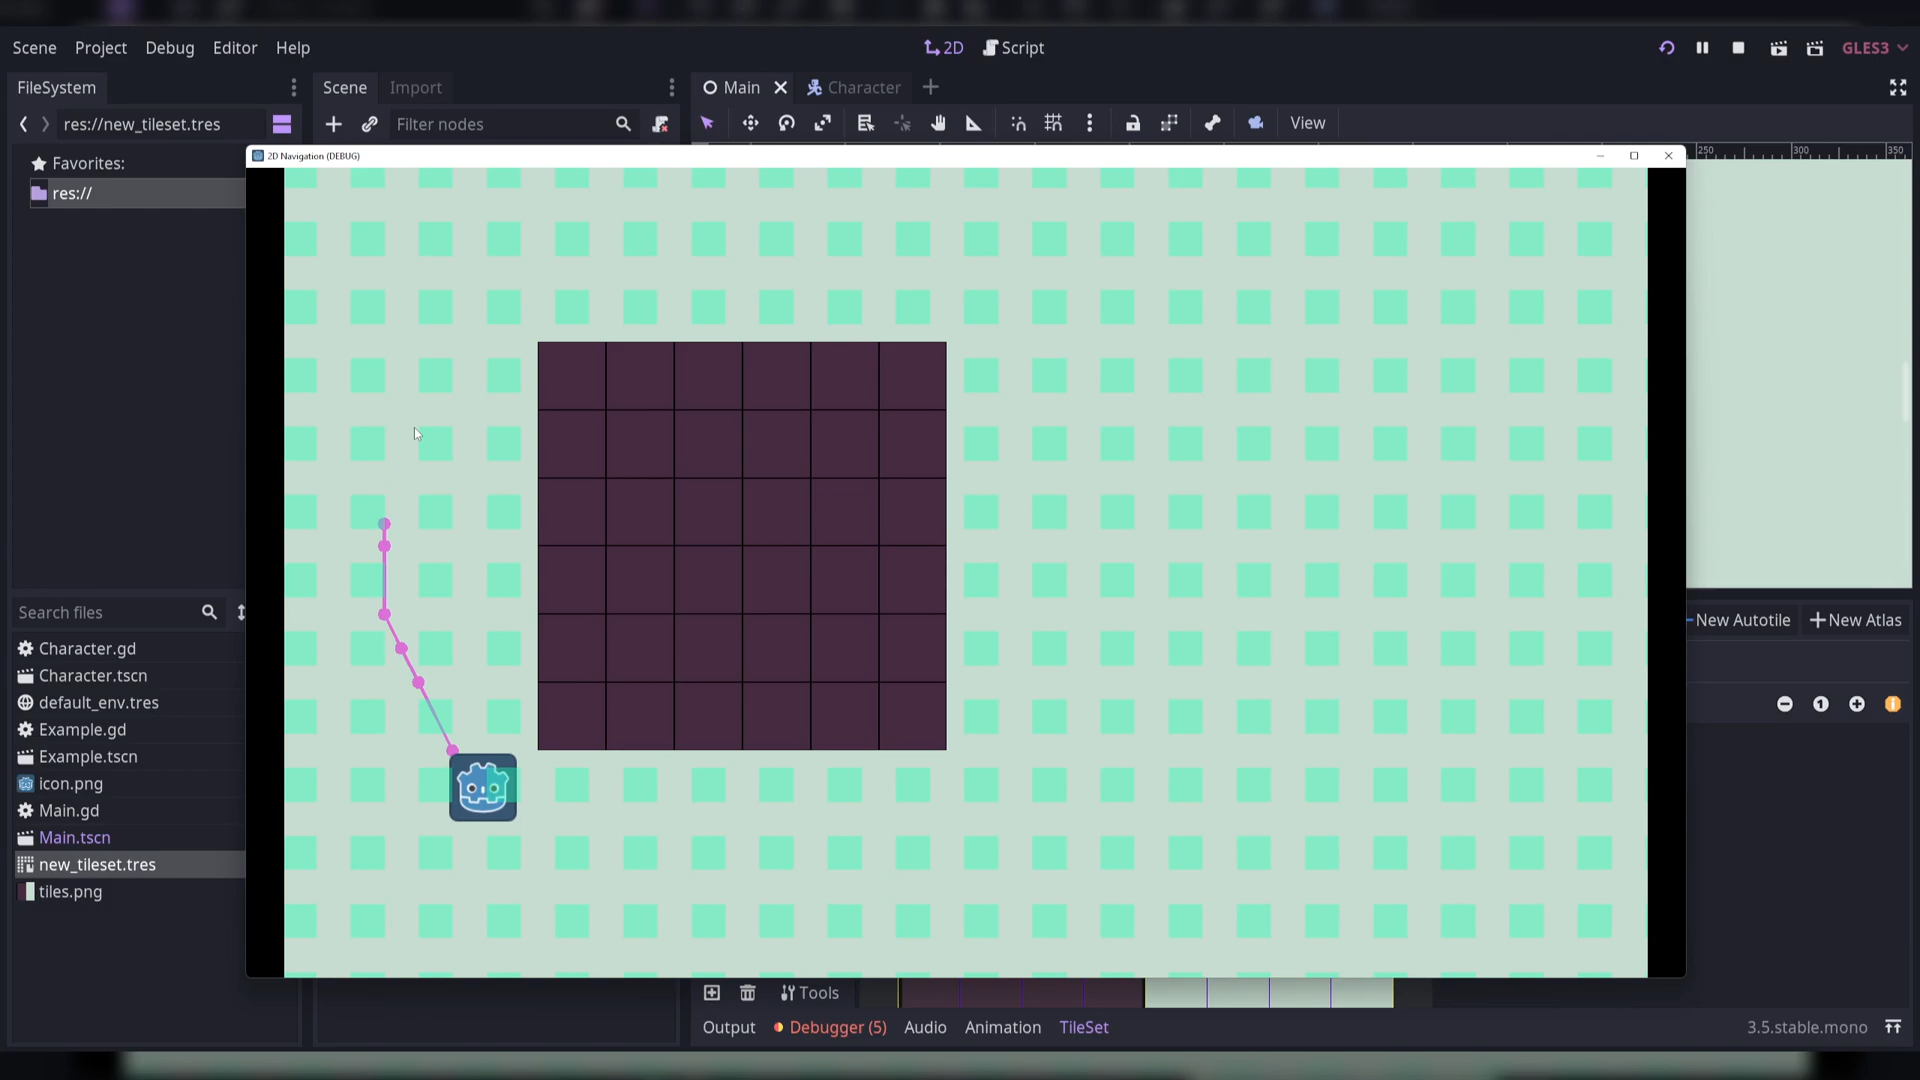 Scene Project Debug Editor Help 2D Script GLES3
FileSystem Scene Import Main Character
res://new_tileset.tres Filter nodes View
2D Navigation (DEBUG)
250 300 350
Favorites:
res://
Search files
New Autotile New Atlas
Character.gd
Character.tscn
default_env.tres
Example.gd
Example.tscn
icon.png
Main.gd
Main.tscn
new_tileset.tres
tiles.png
Tools
Output Debugger (5) Audio Animation TileSet 3.5.stable.mono